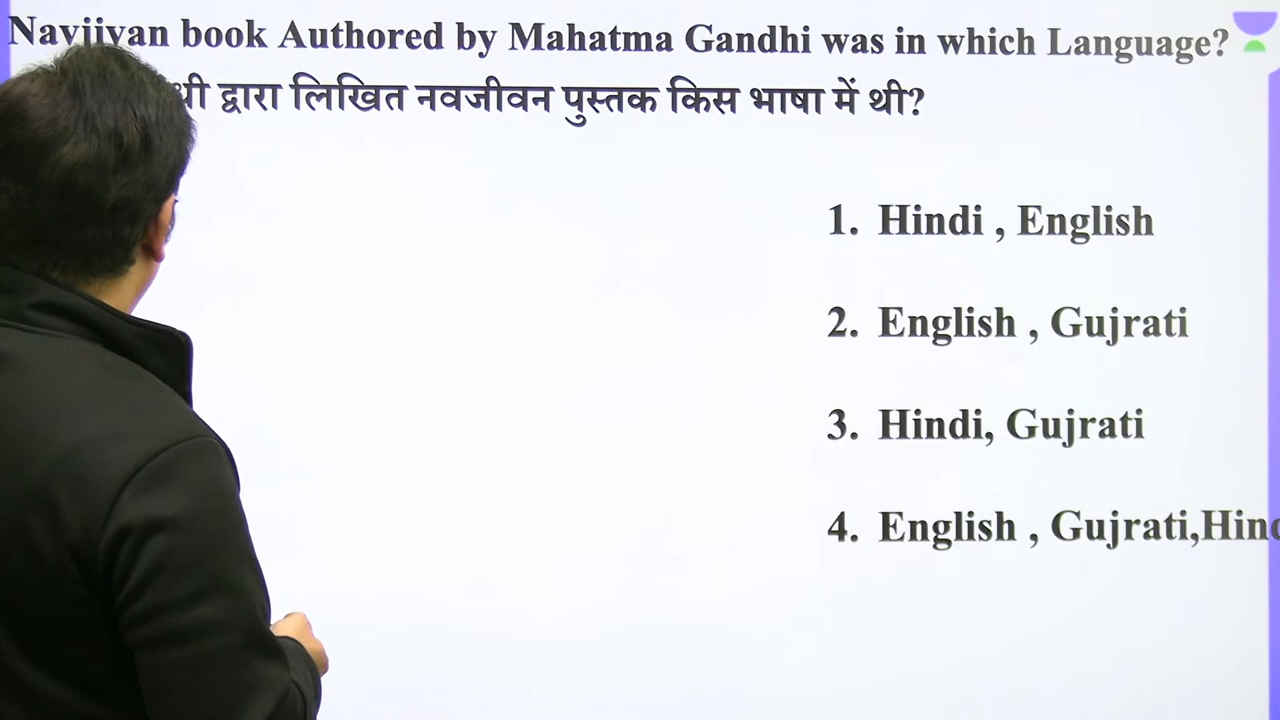 Navjivan book Authored by Mahatma Gandhi was in which Language?
द्वारा लिखित नवजीवन पुस्तक किस भाषा में थी?
1. Hindi , English
2. English , Gujrati
3. Hindi, Gujrati
4. English , Gujrati,